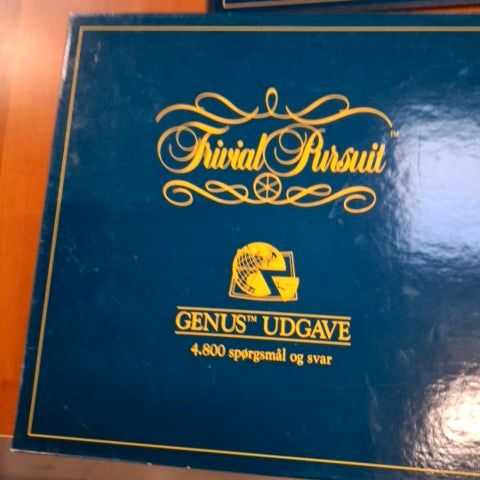 Trivial Pursuit™
GENUS™ UDGAVE
4.800 spørgsmål og svar